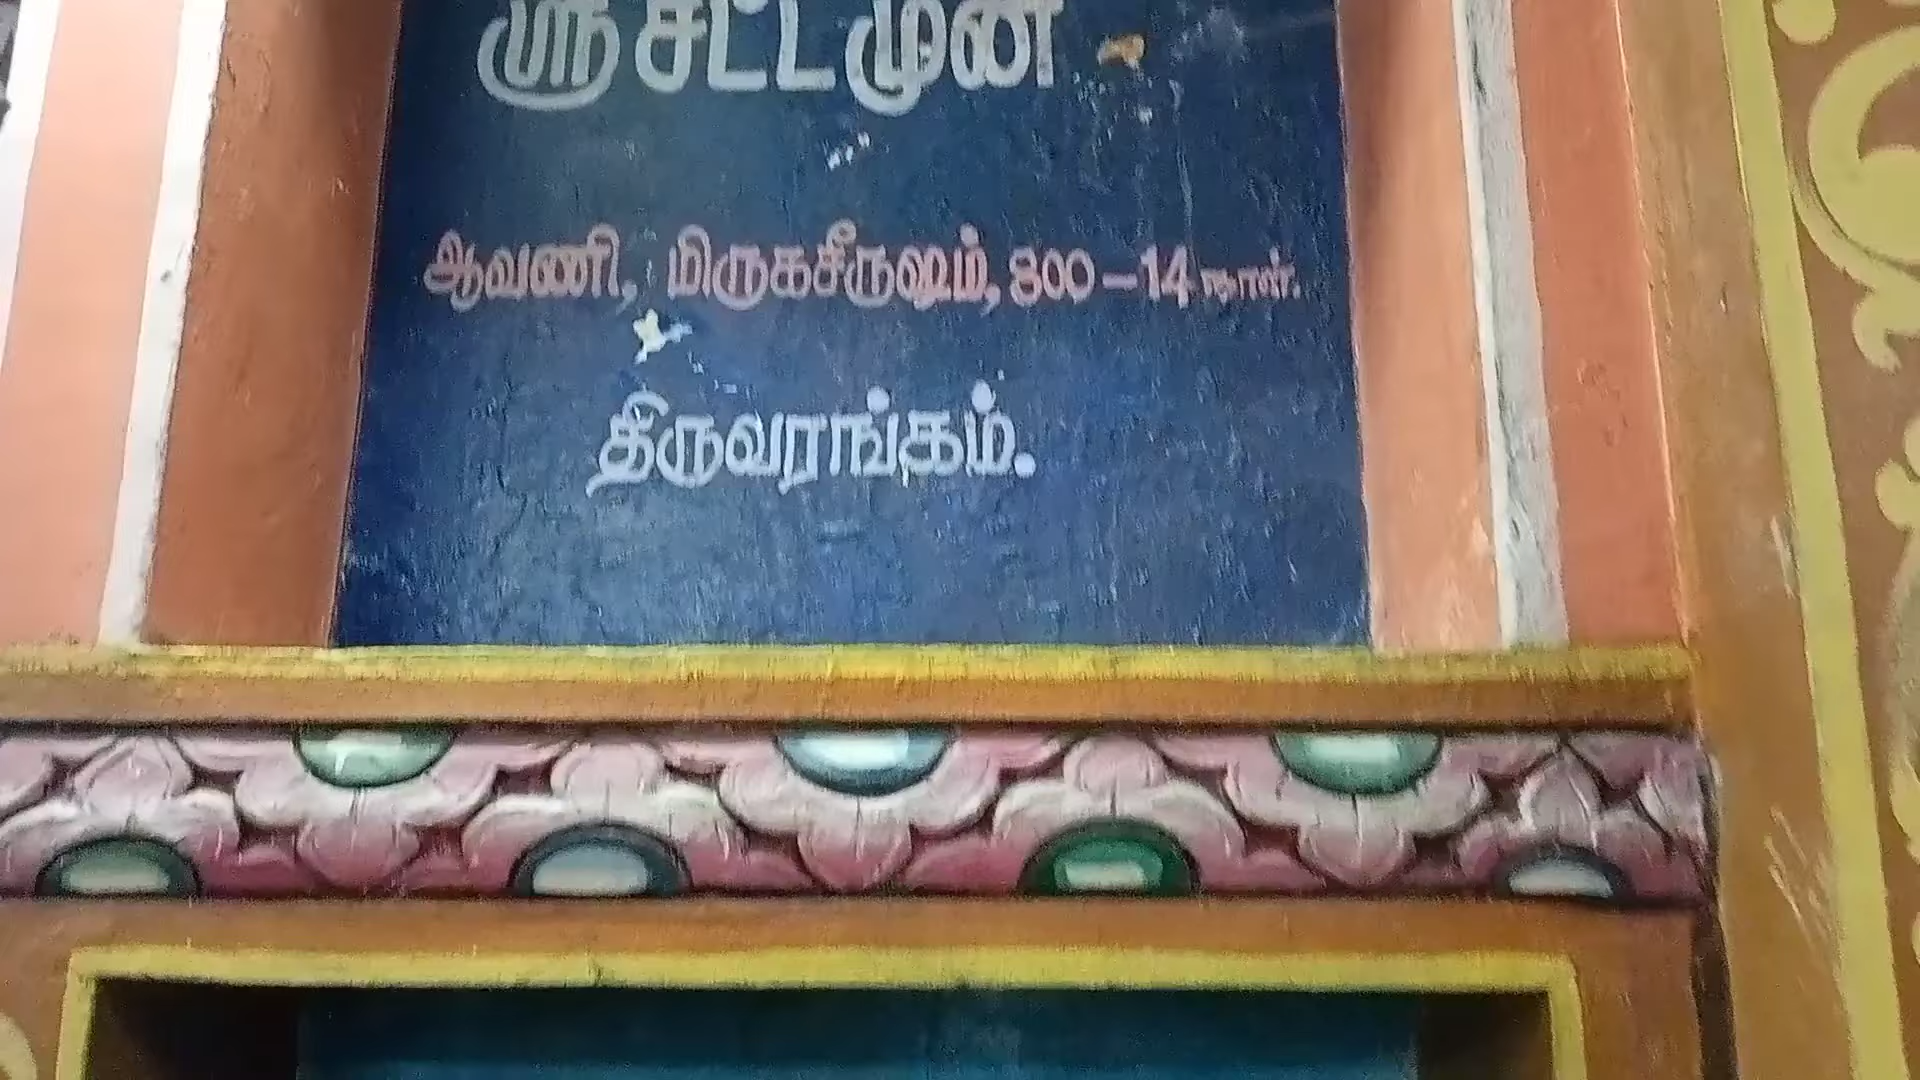 ஸ்ரீ சட்டமுனி
ஆவணி, மிருகசீருஷம், 800 – 14 நாள்.
திருவரங்கம்.